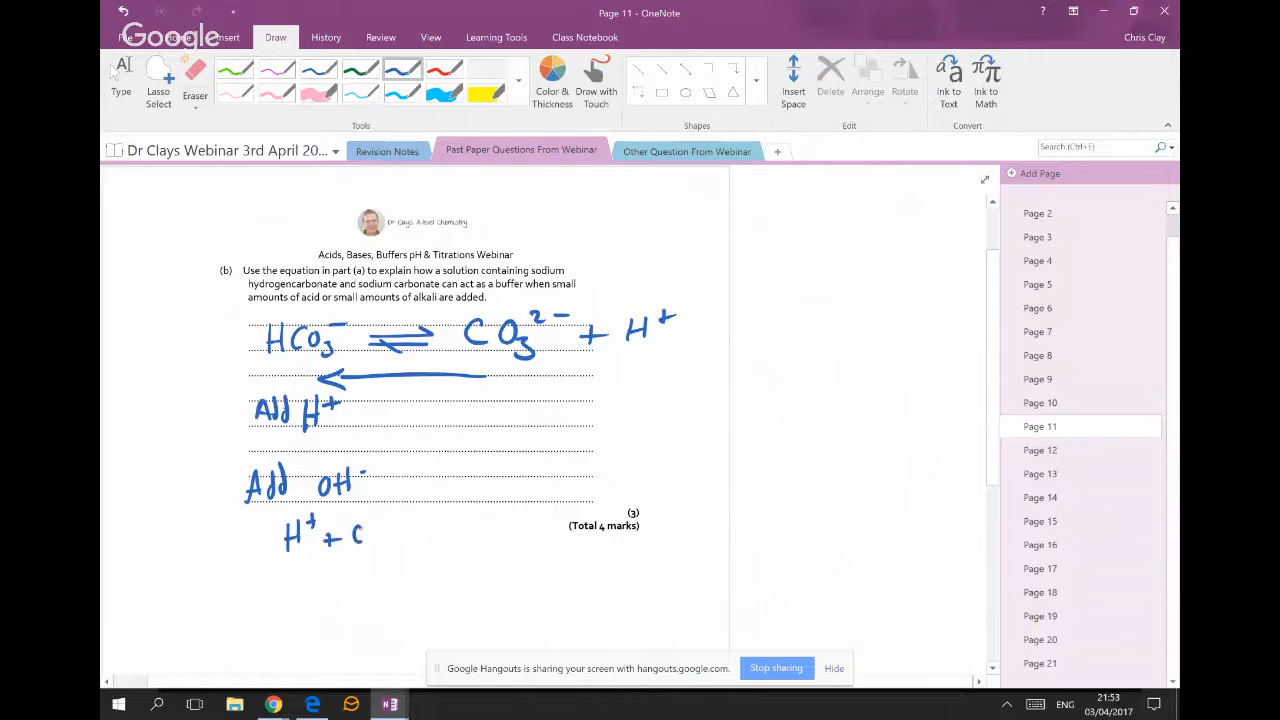 Page 11 - OneNote
Google
Insert Draw History Review View Learning Tools Class Notebook
Chris Clay
Type
Lasso Select
Eraser
Color & Thickness
Draw with Touch
Insert Space
Delete
Arrange
Rotate
Ink to Text
Ink to Math
Tools
Shapes
Edit
Convert
Dr Clays Webinar 3rd April 20...
Revision Notes
Past Paper Questions From Webinar
Other Question From Webinar
Search (Ctrl+E)
Add Page
Dr Clays A-level Chemistry
Acids, Bases, Buffers pH & Titrations Webinar
(b) Use the equation in part (a) to explain how a solution containing sodium
hydrogencarbonate and sodium carbonate can act as a buffer when small
amounts of acid or small amounts of alkali are added.
HCO₃⁻ ⇌ CO₃²⁻ + H⁺
Add H⁺
Add OH⁻
(3)
(Total 4 marks)
H⁺ + C
Page 2
Page 3
Page 4
Page 5
Page 6
Page 7
Page 8
Page 9
Page 10
Page 11
Page 12
Page 13
Page 14
Page 15
Page 16
Page 17
Page 18
Page 19
Page 20
Page 21
Google Hangouts is sharing your screen with hangouts.google.com.
Stop sharing
Hide
ENG
21:53
03/04/2017